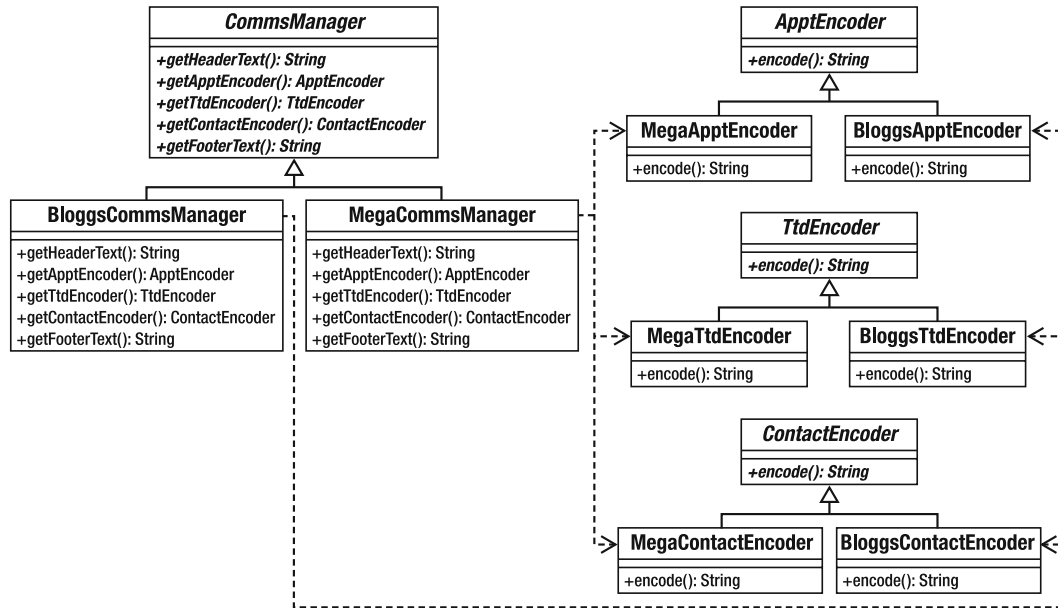 CommsManager
+getHeaderText(): String
+getApptEncoder(): ApptEncoder
+getTtdEncoder(): TtdEncoder
+getContactEncoder(): ContactEncoder
+getFooterText(): String
BloggsCommsManager
+getHeaderText(): String
+getApptEncoder(): ApptEncoder
+getTtdEncoder(): TtdEncoder
+getContactEncoder(): ContactEncoder
+getFooterText(): String
MegaCommsManager
+getHeaderText(): String
+getApptEncoder(): ApptEncoder
+getTtdEncoder(): TtdEncoder
+getContactEncoder(): ContactEncoder
+getFooterText(): String
ApptEncoder
+encode(): String
MegaApptEncoder
+encode(): String
BloggsApptEncoder
+encode(): String
TtdEncoder
+encode(): String
MegaTtdEncoder
+encode(): String
BloggsTtdEncoder
+encode(): String
ContactEncoder
+encode(): String
MegaContactEncoder
+encode(): String
BloggsContactEncoder
+encode(): String